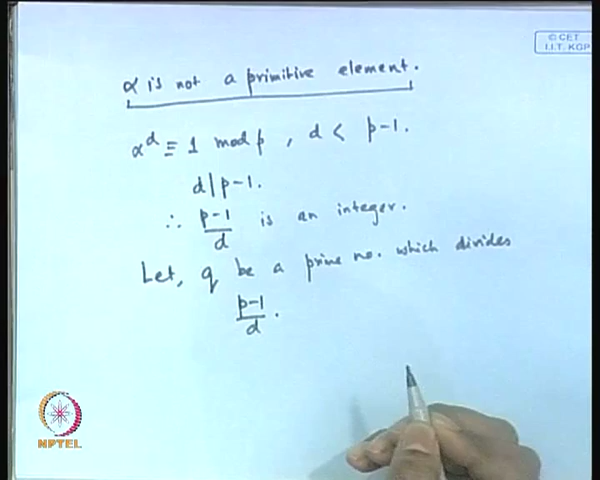 © CET
I.I.T. KGP
α is not a primitive element.
α^d ≡ 1 mod p, d < p-1.
d|p-1.
∴ p-1/d is an integer.
Let, q be a prime no. which divides
p-1/d.
NPTEL